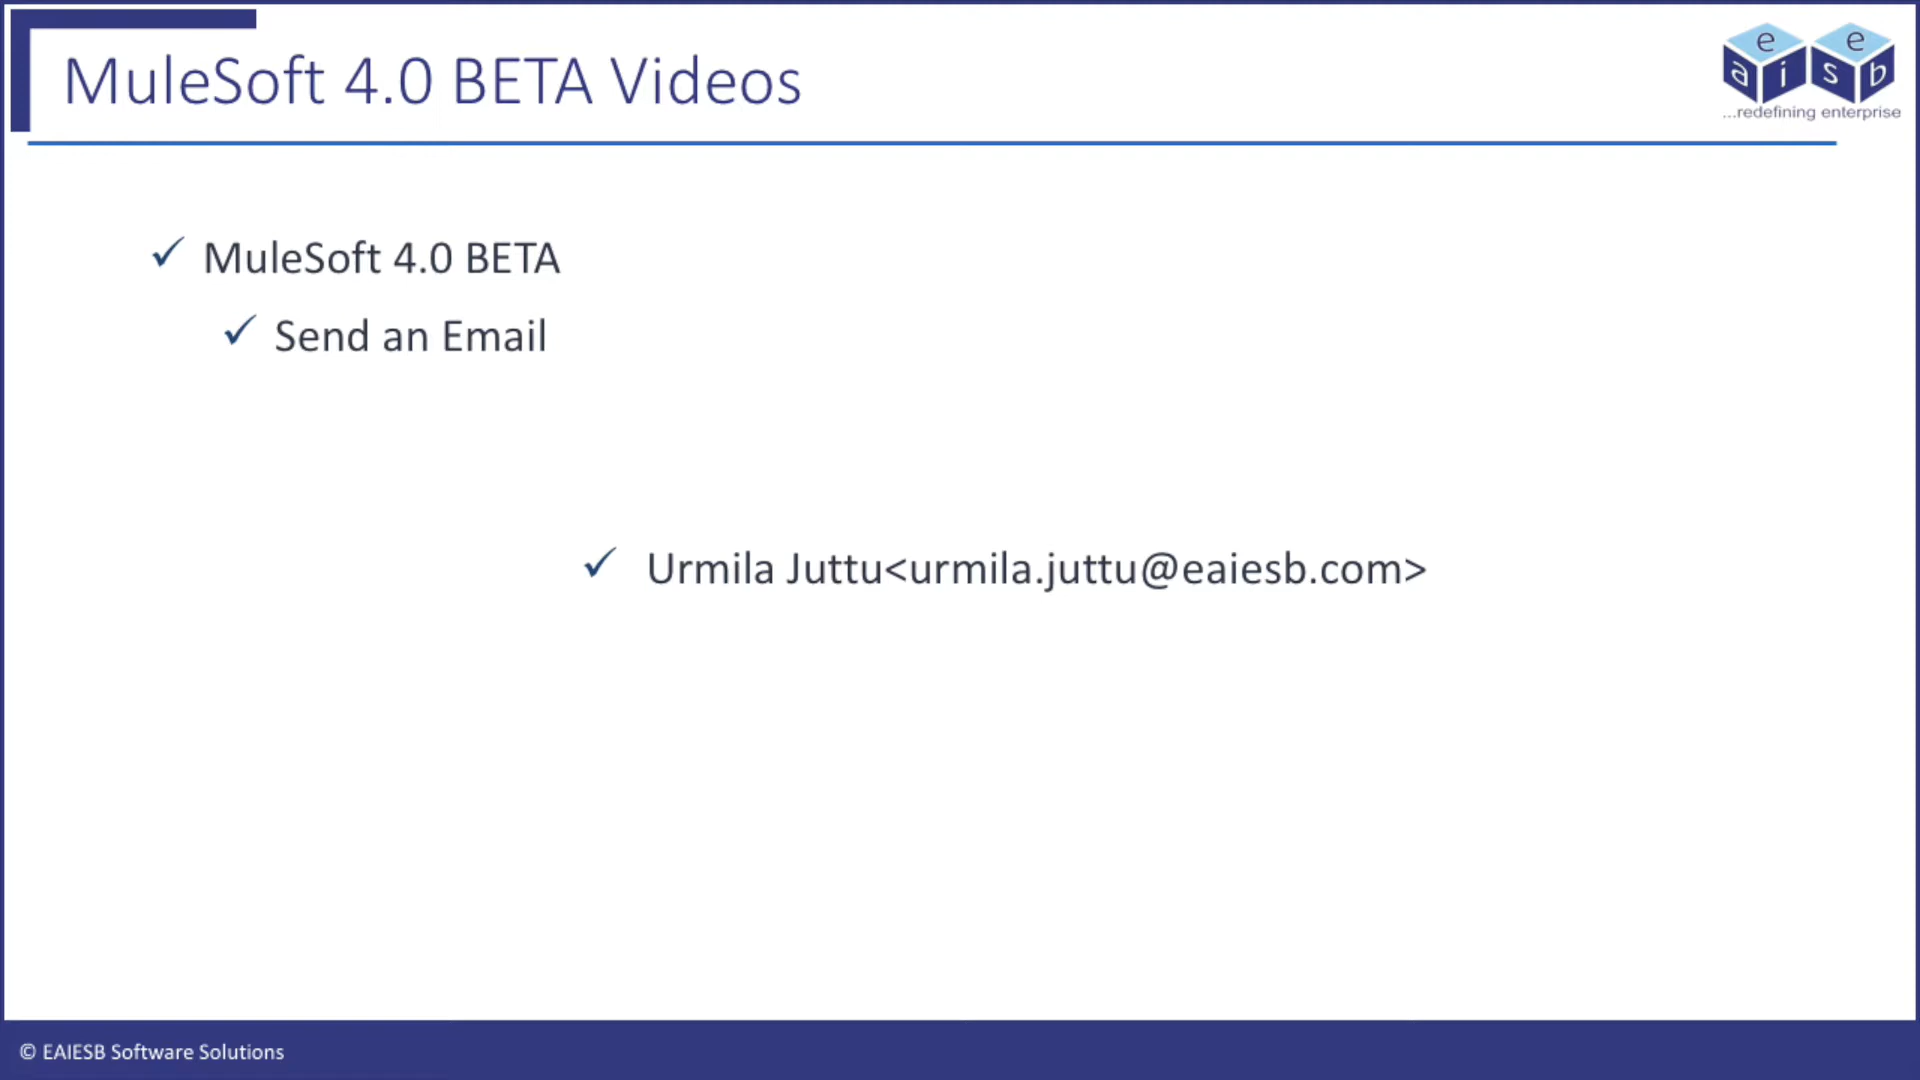 MuleSoft 4.0 BETA Videos
e e
a i s b
...redefining enterprise
✓ MuleSoft 4.0 BETA
✓ Send an Email
✓ Urmila Juttu<urmila.juttu@eaiesb.com>
© EAIESB Software Solutions